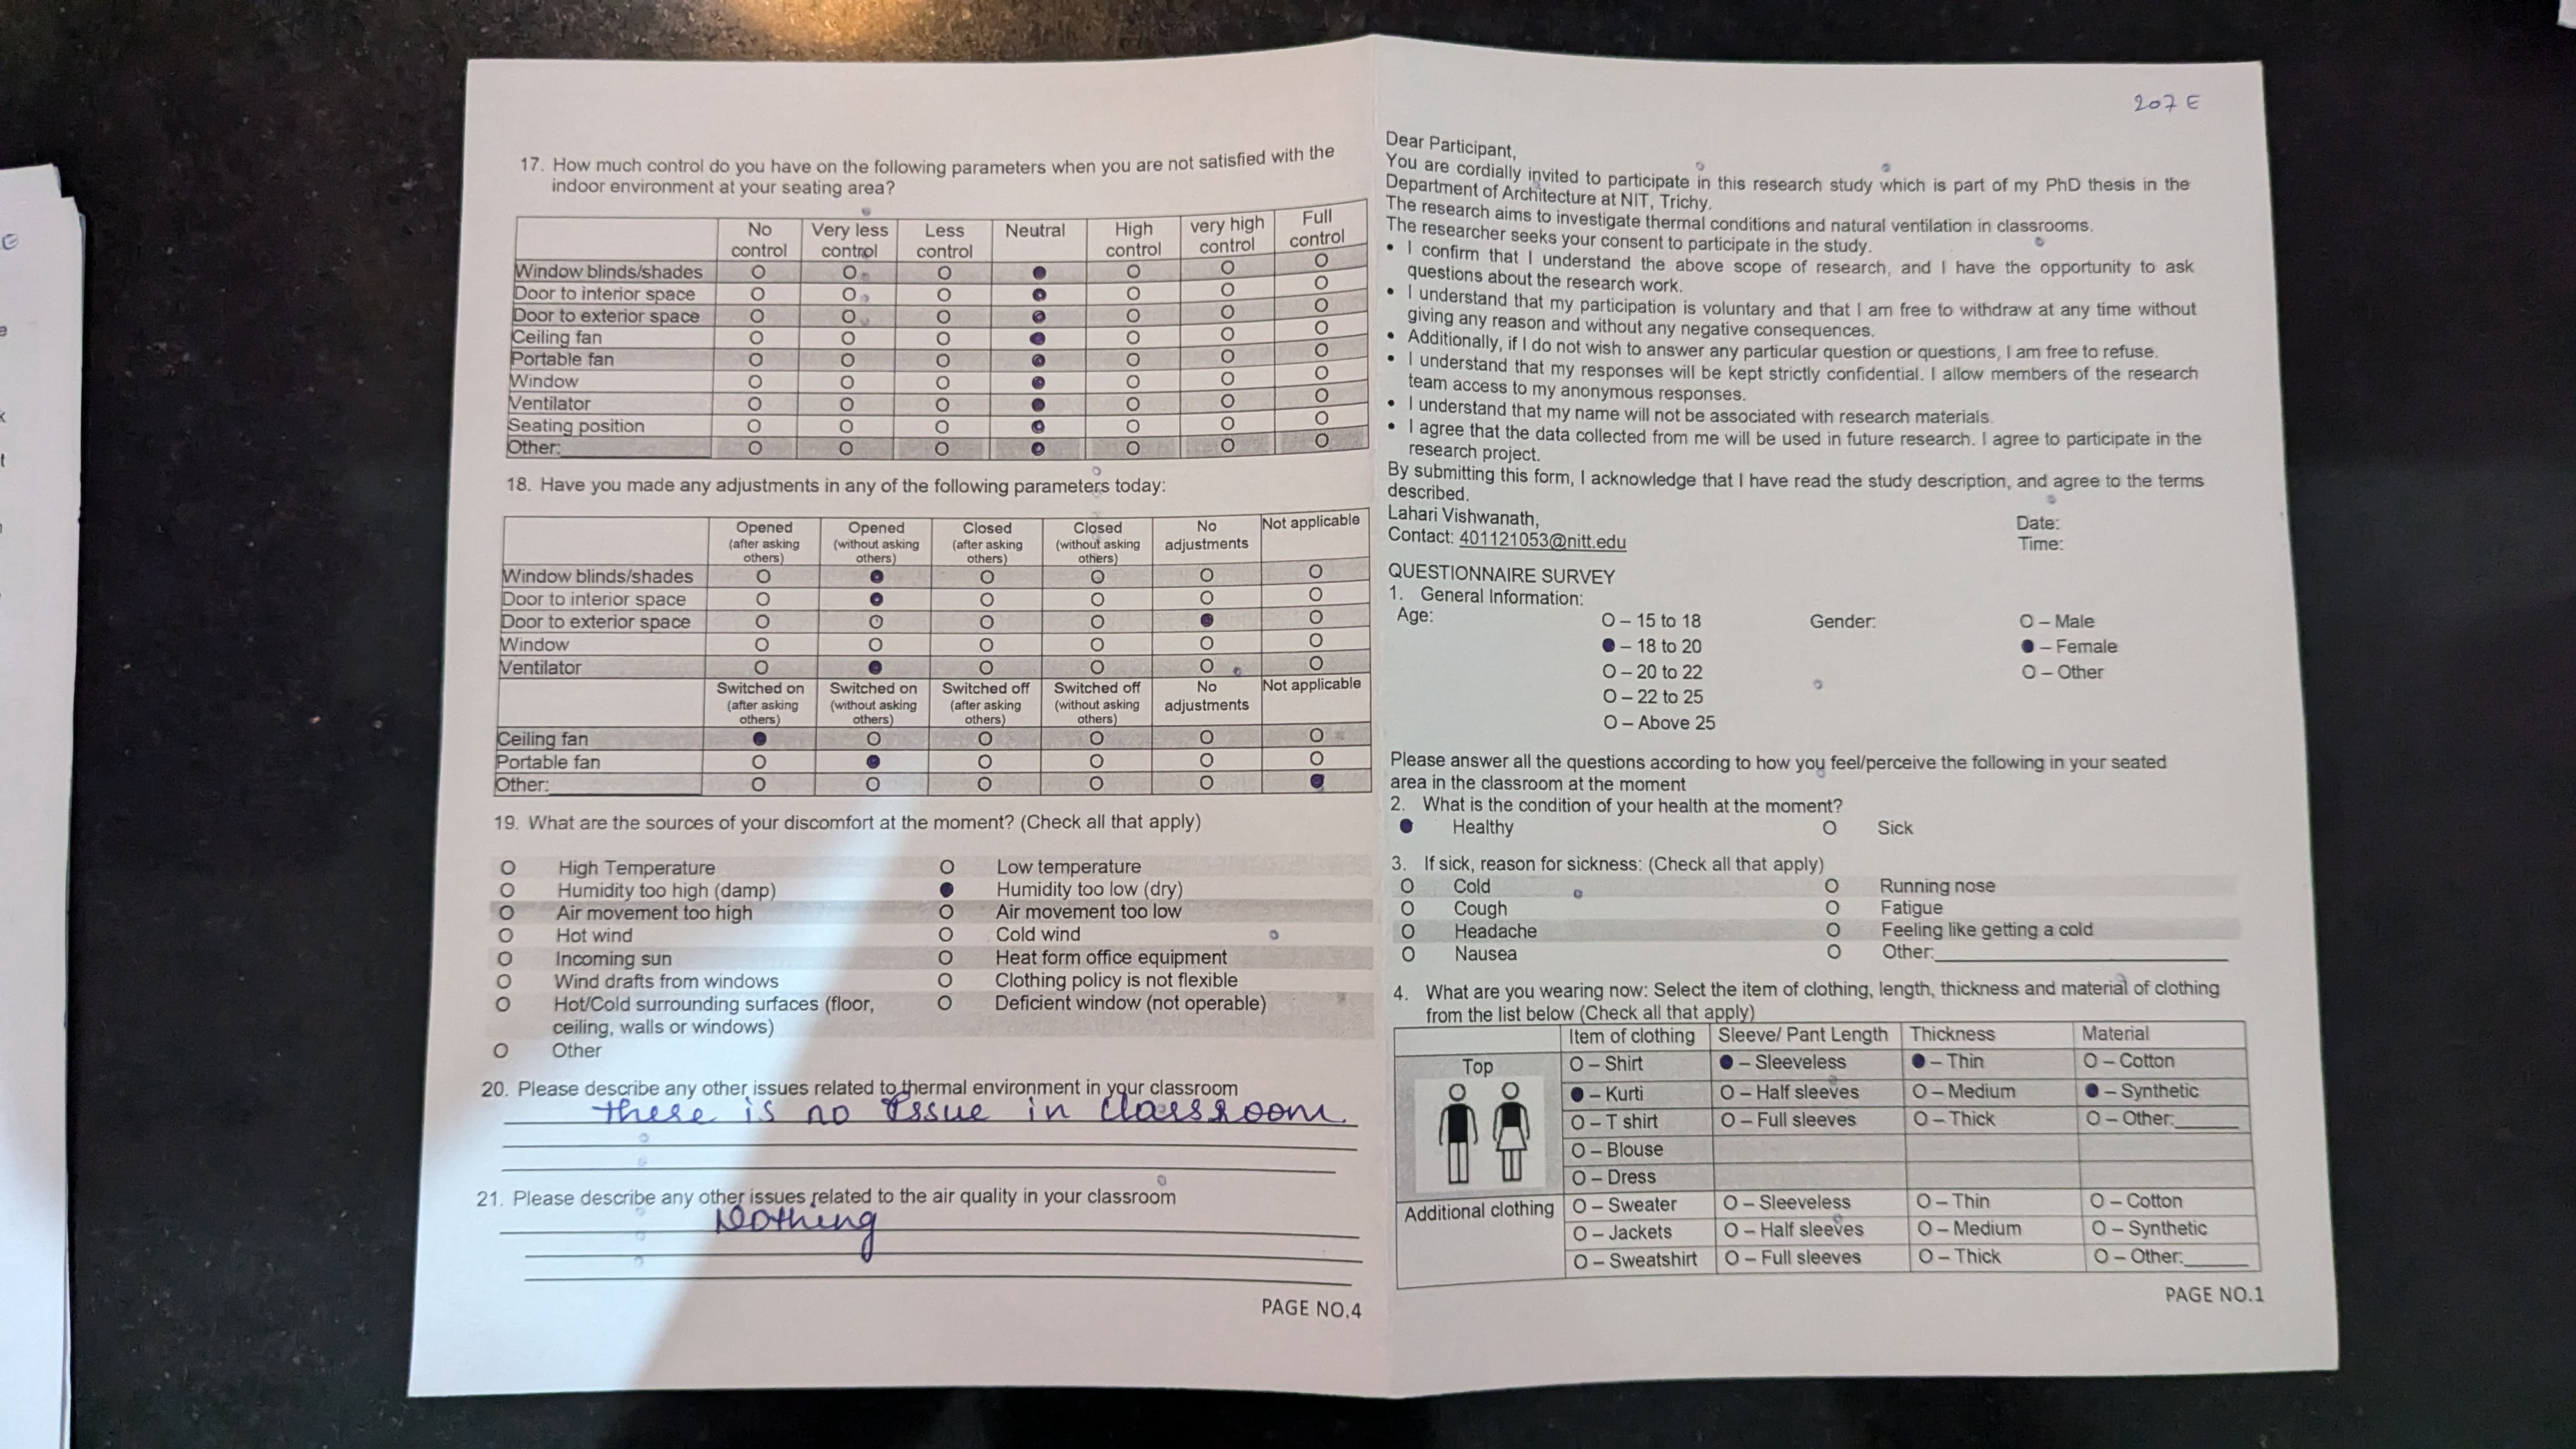 17. How much control do you have on the following parameters when you are not satisfied with the
indoor environment at your seating area?
No control Very less control Less control Neutral High control very high control Full control
Window blinds/shades O O O ● O O O
Door to interior space O O O ● O O O
Door to exterior space O O O ● O O O
Ceiling fan O O O ● O O O
Portable fan O O O ● O O O
Window O O O ● O O O
Ventilator O O O ● O O O
Seating position O O O ● O O O
Other:____________ O O O ● O O O
18. Have you made any adjustments in any of the following parameters today:
Opened (after asking others) Opened (without asking others) Closed (after asking others) Closed (without asking others) No adjustments Not applicable
Window blinds/shades O ● O O O O
Door to interior space O ● O O O O
Door to exterior space O O O O ● O
Window O O O O O O
Ventilator O ● O O O O
Switched on (after asking others) Switched on (without asking others) Switched off (after asking others) Switched off (without asking others) No adjustments Not applicable
Ceiling fan ● O O O O O
Portable fan O ● O O O O
Other:____________ O O O O O ●
19. What are the sources of your discomfort at the moment? (Check all that apply)
O High Temperature O Low temperature
O Humidity too high (damp) ● Humidity too low (dry)
O Air movement too high O Air movement too low
O Hot wind O Cold wind
O Incoming sun O Heat form office equipment
O Wind drafts from windows O Clothing policy is not flexible
O Hot/Cold surrounding surfaces (floor, O Deficient window (not operable)
ceiling, walls or windows)
O Other
20. Please describe any other issues related to thermal environment in your classroom
there is no issue in classroom.
21. Please describe any other issues related to the air quality in your classroom
Nothing
PAGE NO.4
207 E
Dear Participant,
You are cordially invited to participate in this research study which is part of my PhD thesis in the
Department of Architecture at NIT, Trichy.
The research aims to investigate thermal conditions and natural ventilation in classrooms.
The researcher seeks your consent to participate in the study.
• I confirm that I understand the above scope of research, and I have the opportunity to ask
questions about the research work.
• I understand that my participation is voluntary and that I am free to withdraw at any time without
giving any reason and without any negative consequences.
• Additionally, if I do not wish to answer any particular question or questions, I am free to refuse.
• I understand that my responses will be kept strictly confidential. I allow members of the research
team access to my anonymous responses.
• I understand that my name will not be associated with research materials.
• I agree that the data collected from me will be used in future research. I agree to participate in the
research project.
By submitting this form, I acknowledge that I have read the study description, and agree to the terms
described.
Lahari Vishwanath, Date:
Contact: 401121053@nitt.edu Time:
QUESTIONNAIRE SURVEY
1. General Information:
Age: O – 15 to 18 Gender: O – Male
● – 18 to 20 ● – Female
O – 20 to 22 O – Other
O – 22 to 25
O – Above 25
Please answer all the questions according to how you feel/perceive the following in your seated
area in the classroom at the moment
2. What is the condition of your health at the moment?
● Healthy O Sick
3. If sick, reason for sickness: (Check all that apply)
O Cold O Running nose
O Cough O Fatigue
O Headache O Feeling like getting a cold
O Nausea O Other:____________
4. What are you wearing now: Select the item of clothing, length, thickness and material of clothing
from the list below (Check all that apply)
Item of clothing Sleeve/ Pant Length Thickness Material
Top O – Shirt ● – Sleeveless ● – Thin O – Cotton
● – Kurti O – Half sleeves O – Medium ● – Synthetic
O – T shirt O – Full sleeves O – Thick O – Other:______
O – Blouse
O – Dress
Additional clothing O – Sweater O – Sleeveless O – Thin O – Cotton
O – Jackets O – Half sleeves O – Medium O – Synthetic
O – Sweatshirt O – Full sleeves O – Thick O – Other:______
PAGE NO.1